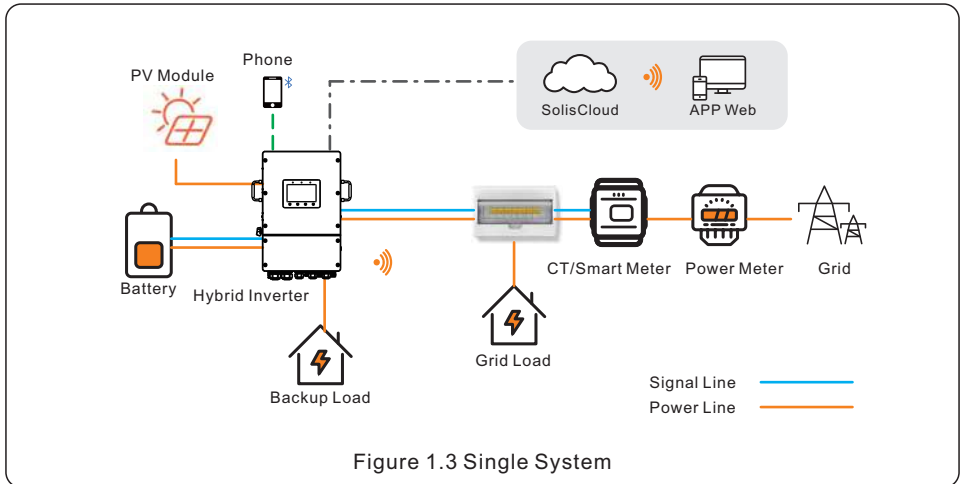 Phone
PV Module
SolisCloud
APP Web
Battery
Hybrid Inverter
CT/Smart Meter
Power Meter
Grid
Grid Load
Backup Load
Signal Line
Power Line
Figure 1.3 Single System